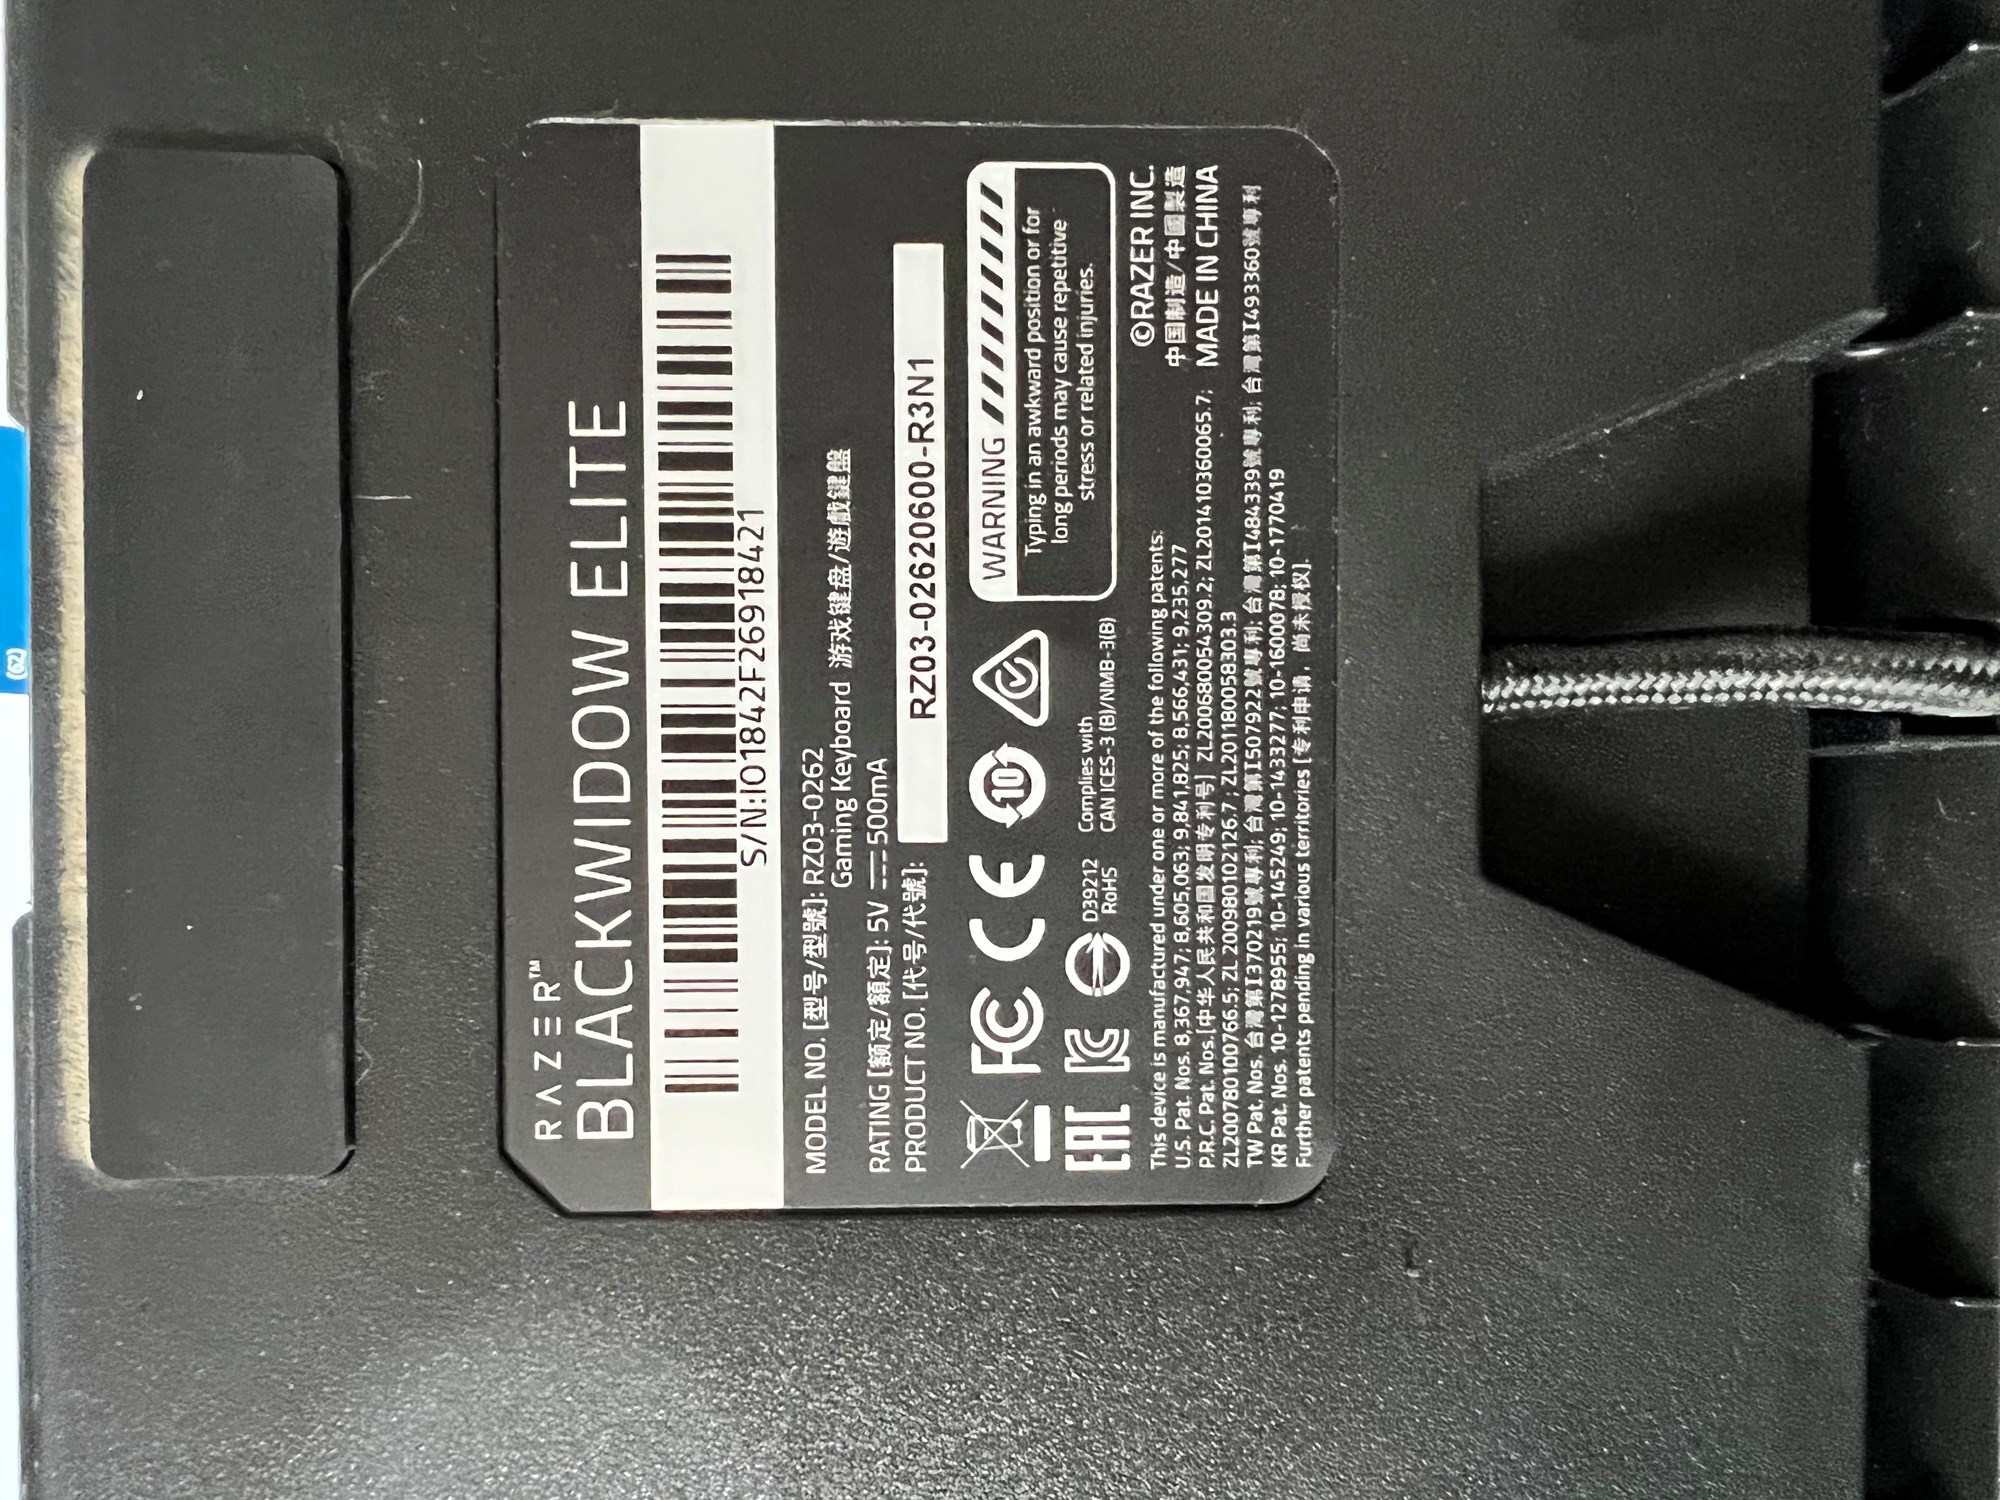 RAZER™
BLACKWIDOW ELITE
S/N:IO1842F26918421
MODEL NO. [型号/型號]: RZ03-0262
Gaming Keyboard 游戏键盘/遊戲鍵盤
RATING [额定/額定]: 5V ⎓ 500mA
PRODUCT NO. [代号/代號]: RZ03-02620600-R3N1
FC CE 10
WARNING
Typing in an awkward position or for
long periods may cause repetitive
stress or related injuries.
EAC KC D39212
RoHS
Complies with
CAN ICES-3 (B)/NMB-3(B)
©RAZER INC.
中国制造/中國製造
MADE IN CHINA
This device is manufactured under one or more of the following patents:
U.S. Pat. Nos. 8,367,947; 8,605,063; 9,841,825; 8,566,431; 9,235,277
P.R.C. Pat. Nos.[中华人民共和国发明专利号] ZL200680054309.2; ZL201410360065.7;
ZL200780100766.5; ZL200980102126.7; ZL201180058303.3
TW Pat. Nos. 台灣第I370219號專利; 台灣第I507922號專利; 台灣第I484339號專利; 台灣第I493360號專利
KR Pat. Nos. 10-1278955; 10-145249; 10-1433277; 10-1600078; 10-1770419
Further patents pending in various territories [专利申请，尚未授权].
(62)